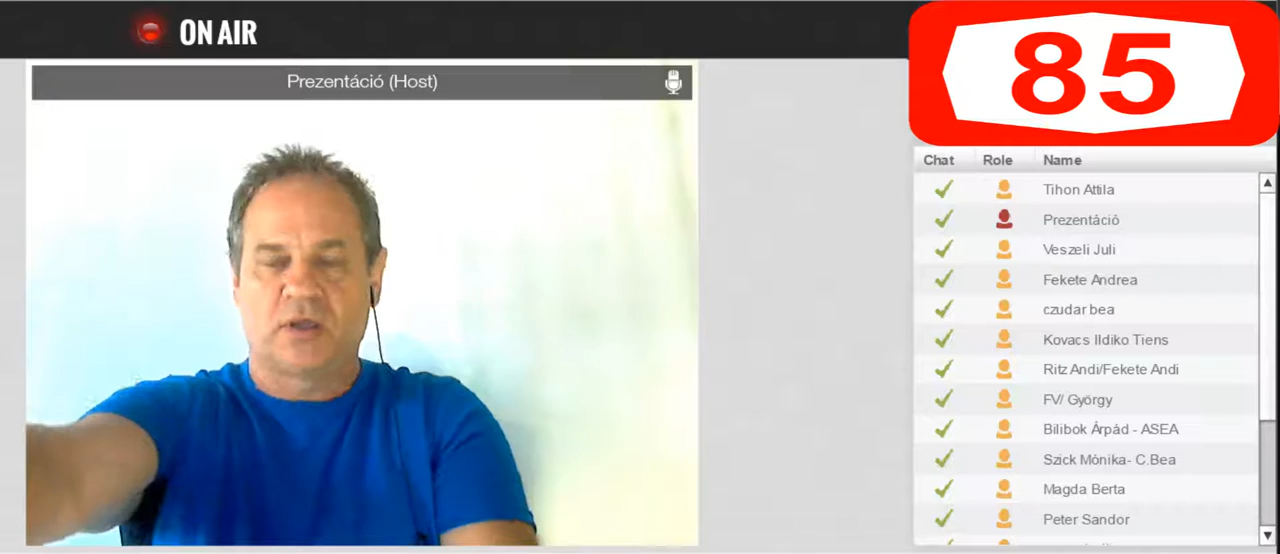 ON AIR
85
Prezentáció (Host)
Chat Role Name
Tihon Attila
Prezentáció
Veszeli Juli
Fekete Andrea
czudar bea
Kovacs Ildiko Tiens
Ritz Andi/Fekete Andi
FV/ György
Bilibok Árpád - ASEA
Szick Mónika- C.Bea
Magda Berta
Peter Sandor